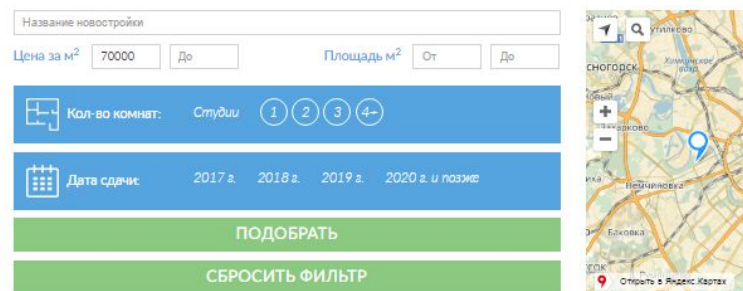 Название новостройки
Цена за м² 70000 До Площадь м² От До
Кол-во комнат: Студии 1 2 3 4+
Дата сдачи: 2017 г. 2018 г. 2019 г. 2020 г. и позже
ПОДОБРАТЬ
СБРОСИТЬ ФИЛЬТР
утилково
сногорск
Химкинское
вдхр.
Немчиновка
Баковка
Открыть в Яндекс.Картах